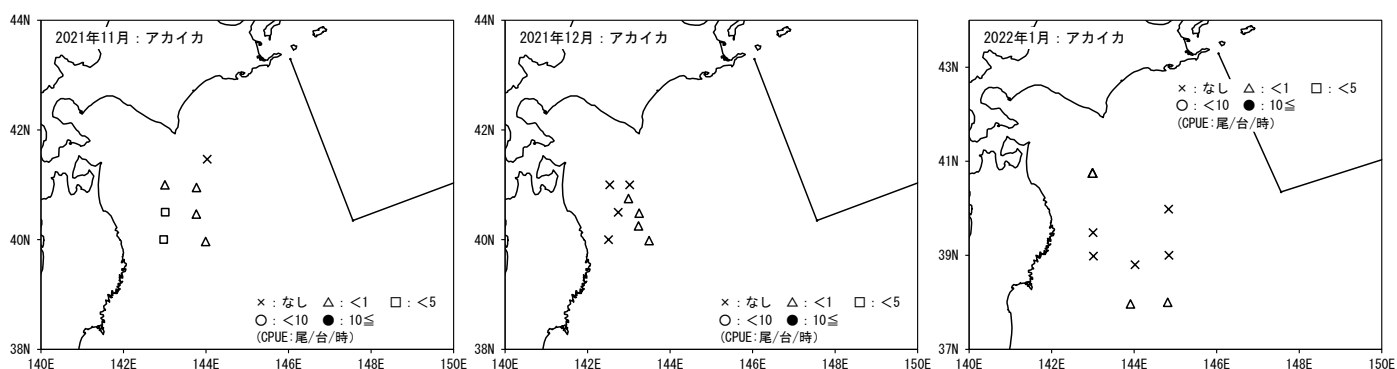 2021年11月：アカイカ
44N
42N
40N
38N
140E 142E 144E 146E 148E 150E
×：なし △：＜1 □：＜5
○：＜10 ●：10≦
(CPUE:尾/台/時)
2021年12月：アカイカ
44N
42N
40N
38N
140E 142E 144E 146E 148E 150E
×：なし △：＜1 □：＜5
○：＜10 ●：10≦
(CPUE:尾/台/時)
2022年1月：アカイカ
43N
41N
39N
37N
140E 142E 144E 146E 148E 150E
×：なし △：＜1 □：＜5
○：＜10 ●：10≦
(CPUE:尾/台/時)